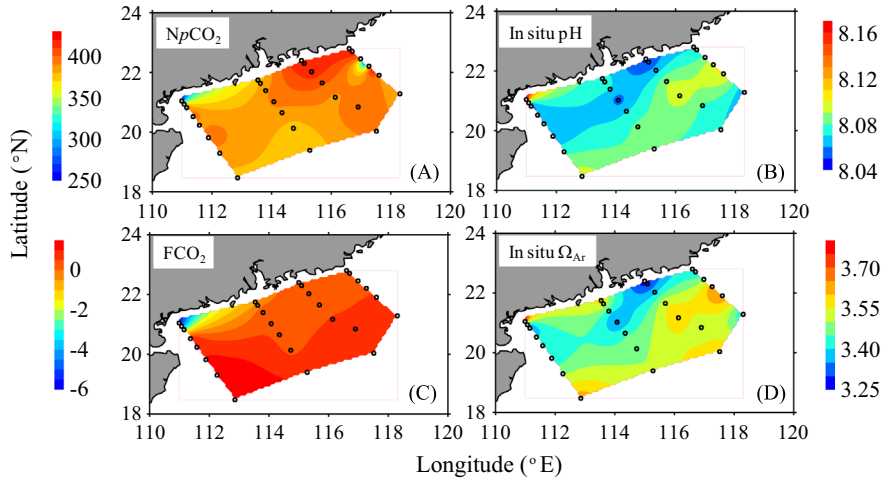 24
22
20
18
110 112 114 116 118 120
NpCO₂
(A)
400
350
300
250
24
22
20
18
110 112 114 116 118 120
In situ pH
(B)
8.16
8.12
8.08
8.04
Latitude (°N)
24
22
20
18
110 112 114 116 118 120
FCO₂
(C)
0
-2
-4
-6
24
22
20
18
110 112 114 116 118 120
In situ Ω_Ar
(D)
3.70
3.55
3.40
3.25
Longitude (°E)